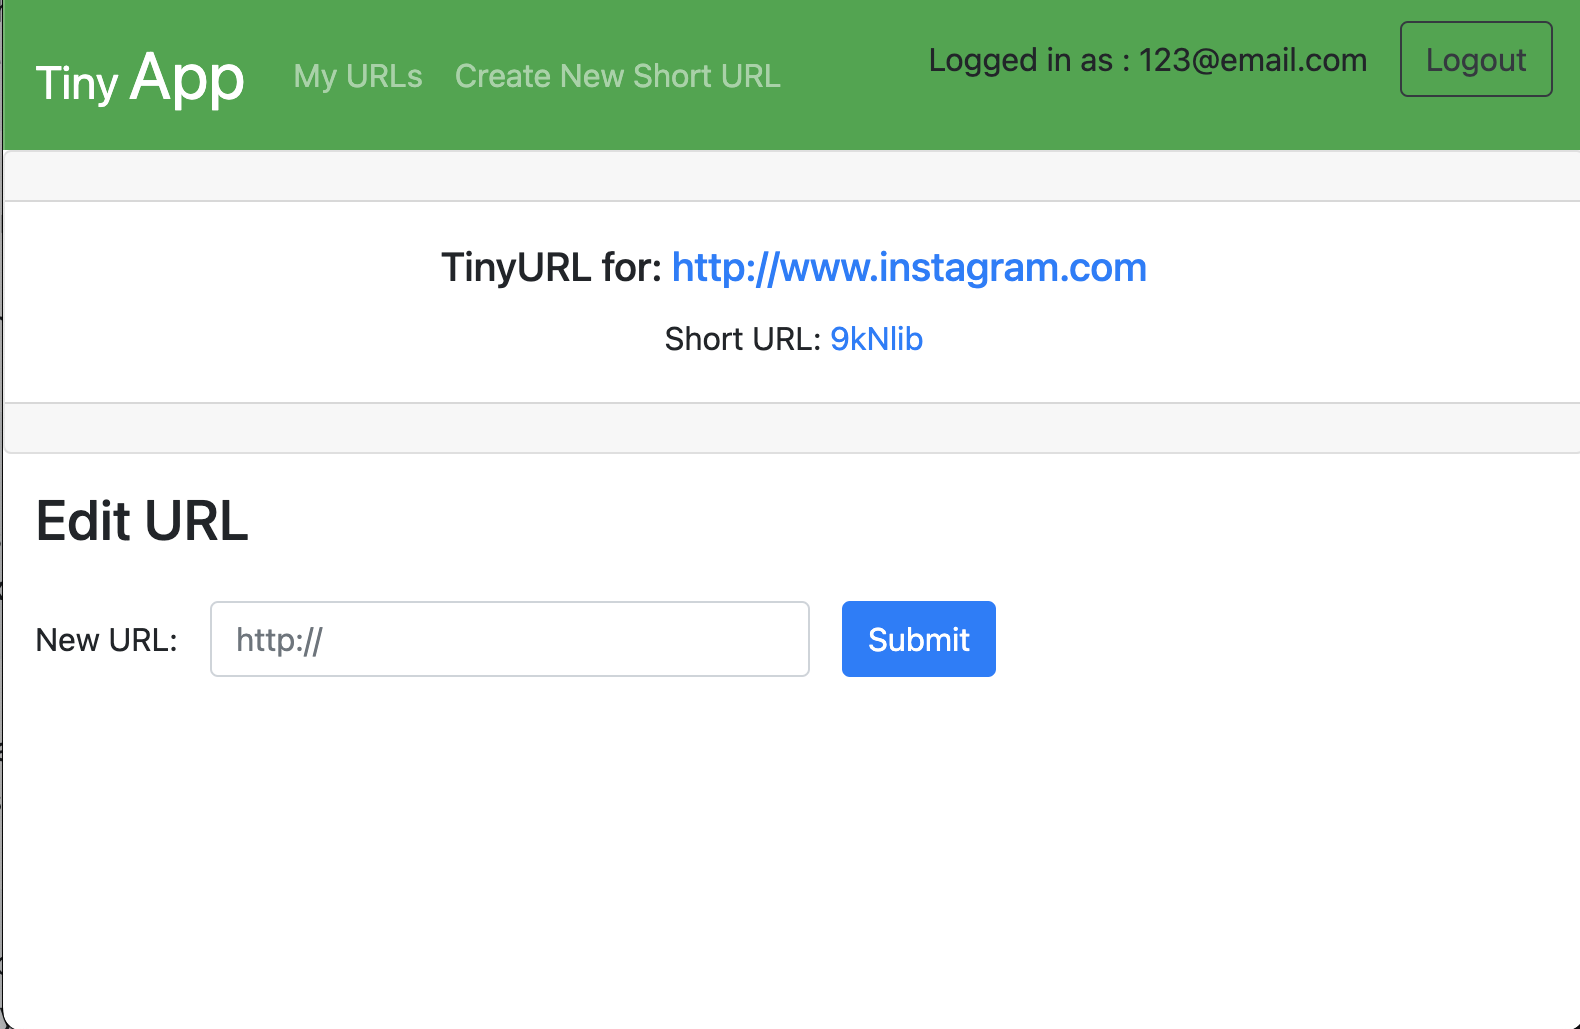 Tiny App My URLs Create New Short URL Logged in as : 123@email.com Logout
TinyURL for: http://www.instagram.com
Short URL: 9kNlib
Edit URL
New URL: http:// Submit